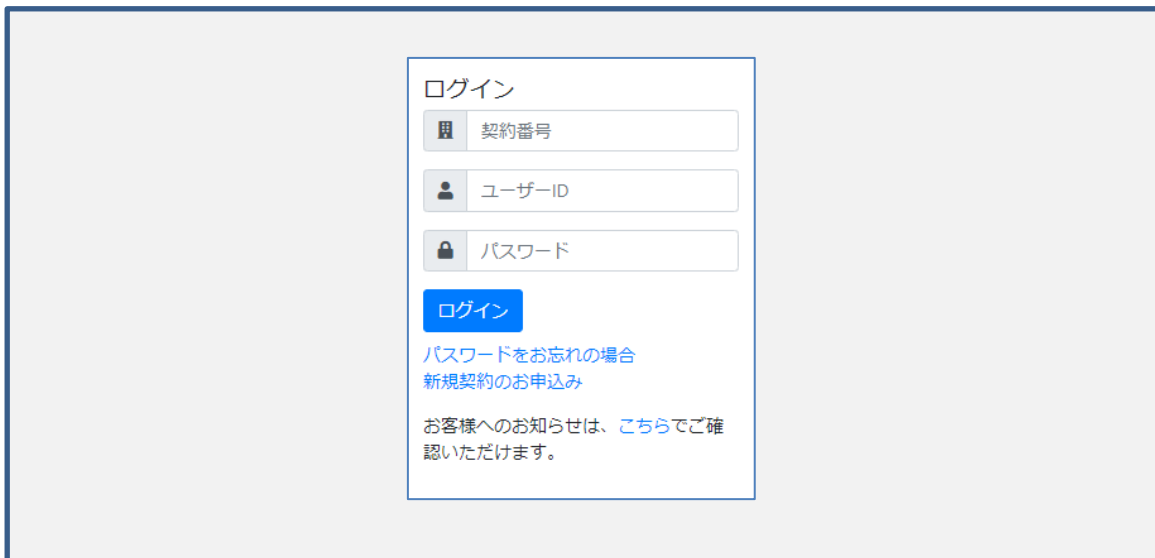 ログイン
契約番号
ユーザーID
パスワード
ログイン
パスワードをお忘れの場合
新規契約のお申込み
お客様へのお知らせは、こちらでご確
認いただけます。